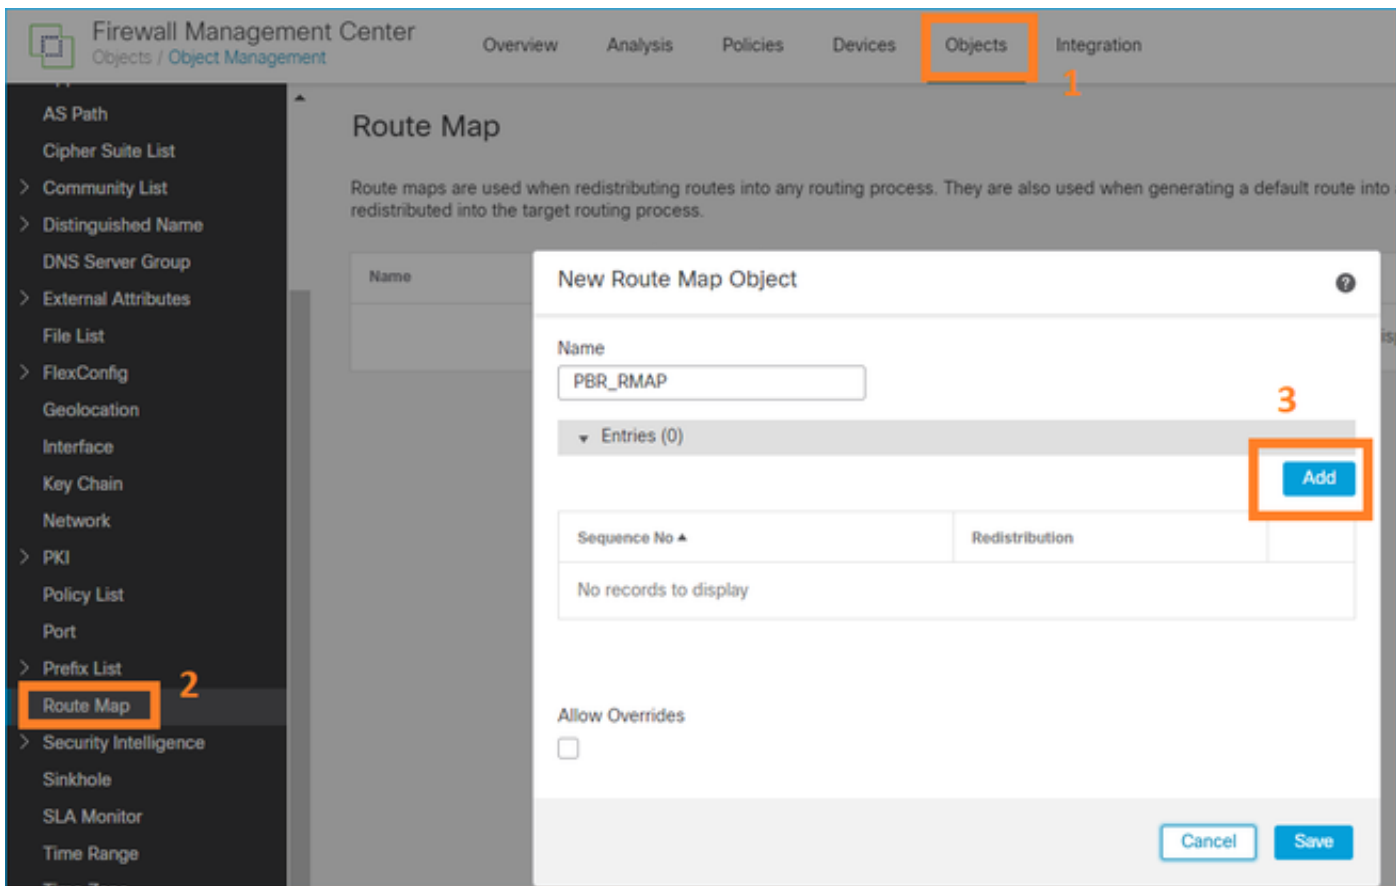 Firewall Management Center
Objects / Object Management
Overview
Analysis
Policies
Devices
Objects
Integration
1
AS Path
Cipher Suite List
Community List
Distinguished Name
DNS Server Group
External Attributes
File List
FlexConfig
Geolocation
Interface
Key Chain
Network
PKI
Policy List
Port
Prefix List
2
Route Map
Security Intelligence
Sinkhole
SLA Monitor
Time Range
Route Map
Route maps are used when redistributing routes into any routing process. They are also used when generating a default route into
redistributed into the target routing process.
Name
New Route Map Object
Name
PBR_RMAP
3
Entries (0)
Add
Sequence No
Redistribution
No records to display
Allow Overrides
Cancel
Save